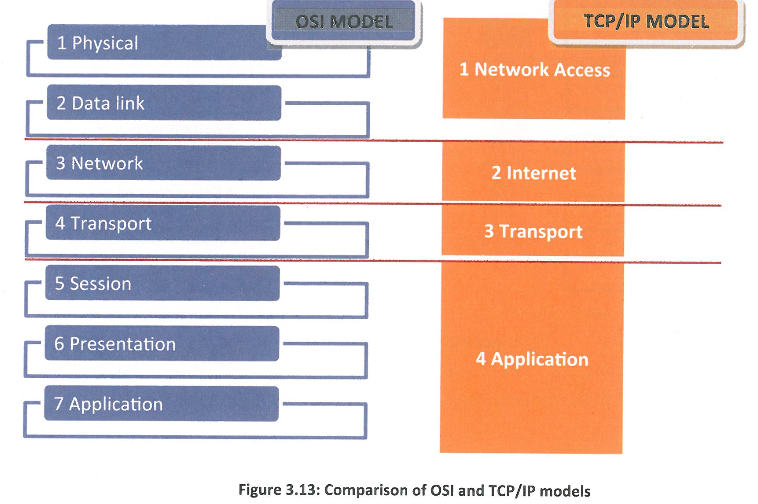 OSI MODEL
TCP/IP MODEL
1 Physical
2 Data link
3 Network
4 Transport
5 Session
6 Presentation
7 Application
1 Network Access
2 Internet
3 Transport
4 Application
Figure 3.13: Comparison of OSI and TCP/IP models